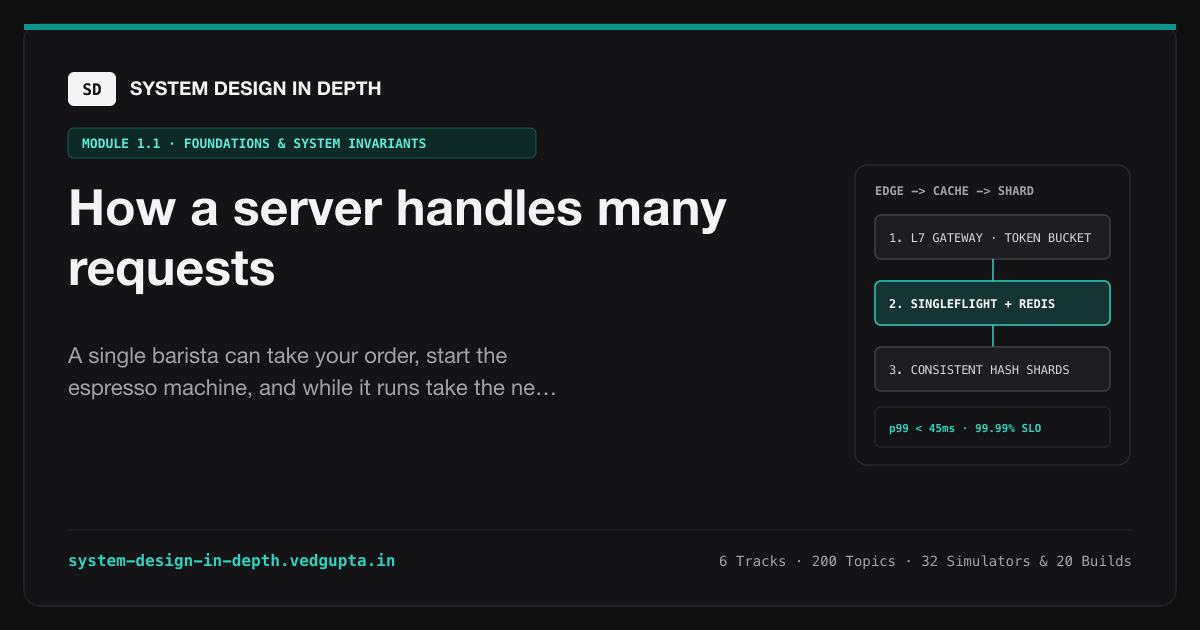 SD
SYSTEM DESIGN IN DEPTH
MODULE 1.1 · FOUNDATIONS & SYSTEM INVARIANTS
How a server handles many
requests
A single barista can take your order, start the
espresso machine, and while it runs take the ne…
EDGE —> CACHE —> SHARD
1. L7 GATEWAY · TOKEN BUCKET
2. SINGLEFLIGHT + REDIS
3. CONSISTENT HASH SHARDS
p99 < 45ms · 99.99% SLO
system-design-in-depth.vedgupta.in
6 Tracks · 200 Topics · 32 Simulators & 20 Builds